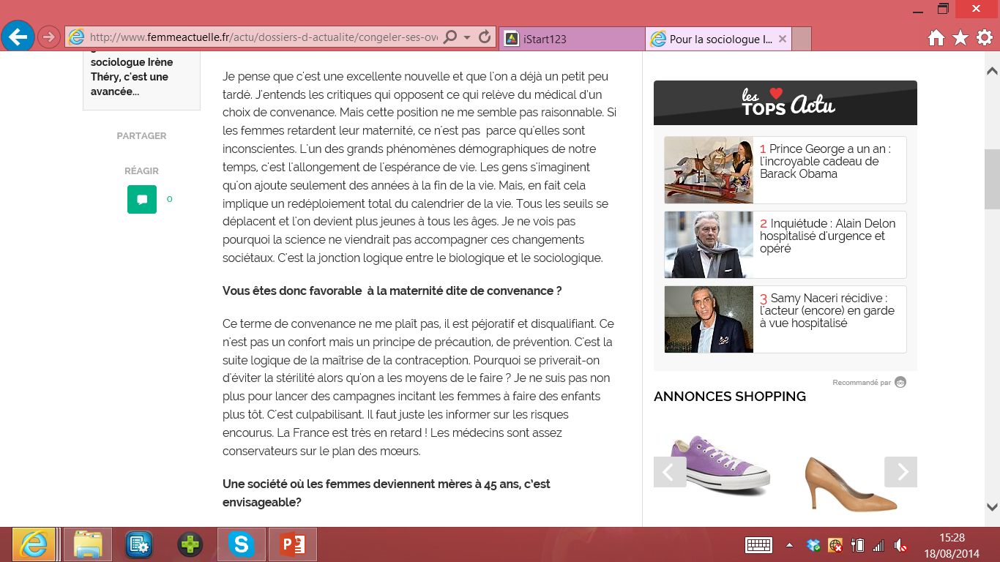 http://www.femmeactuelle.fr/actu/dossiers-d-actualite/congeler-ses-ov
iStart123
Pour la sociologue I...
sociologue Irène
Théry, c'est une
avancée...
PARTAGER
RÉAGIR
0
Je pense que c'est une excellente nouvelle et que l'on a déjà un petit peu
tardé. J'entends les critiques qui opposent ce qui relève du médical d'un
choix de convenance. Mais cette position ne me semble pas raisonnable. Si
les femmes retardent leur maternité, ce n'est pas  parce qu'elles sont
inconscientes. L'un des grands phénomènes démographiques de notre
temps, c'est l'allongement de l'espérance de vie. Les gens s'imaginent
qu'on ajoute seulement des années à la fin de la vie. Mais, en fait cela
implique un redéploiement total du calendrier de la vie. Tous les seuils se
déplacent et l'on devient plus jeunes à tous les âges. Je ne vois pas
pourquoi la science ne viendrait pas accompagner ces changements
sociétaux. C'est la jonction logique entre le biologique et le sociologique.
Vous êtes donc favorable  à la maternité dite de convenance ?
Ce terme de convenance ne me plaît pas, il est péjoratif et disqualifiant. Ce
n'est pas un confort mais un principe de précaution, de prévention. C'est la
suite logique de la maîtrise de la contraception. Pourquoi se priverait-on
d'éviter la stérilité alors qu'on a les moyens de le faire ? Je ne suis pas non
plus pour lancer des campagnes incitant les femmes à faire des enfants
plus tôt. C'est culpabilisant. Il faut juste les informer sur les risques
encourus. La France est très en retard ! Les médecins sont assez
conservateurs sur le plan des mœurs.
Une société où les femmes deviennent mères à 45 ans, c'est
envisageable?
les
TOPS Actu
1 Prince George a un an :
l'incroyable cadeau de
Barack Obama
2 Inquiétude : Alain Delon
hospitalisé d'urgence et
opéré
3 Samy Naceri récidive :
l'acteur (encore) en garde
à vue hospitalisé
Recommandé par
ANNONCES SHOPPING
15:28
18/08/2014